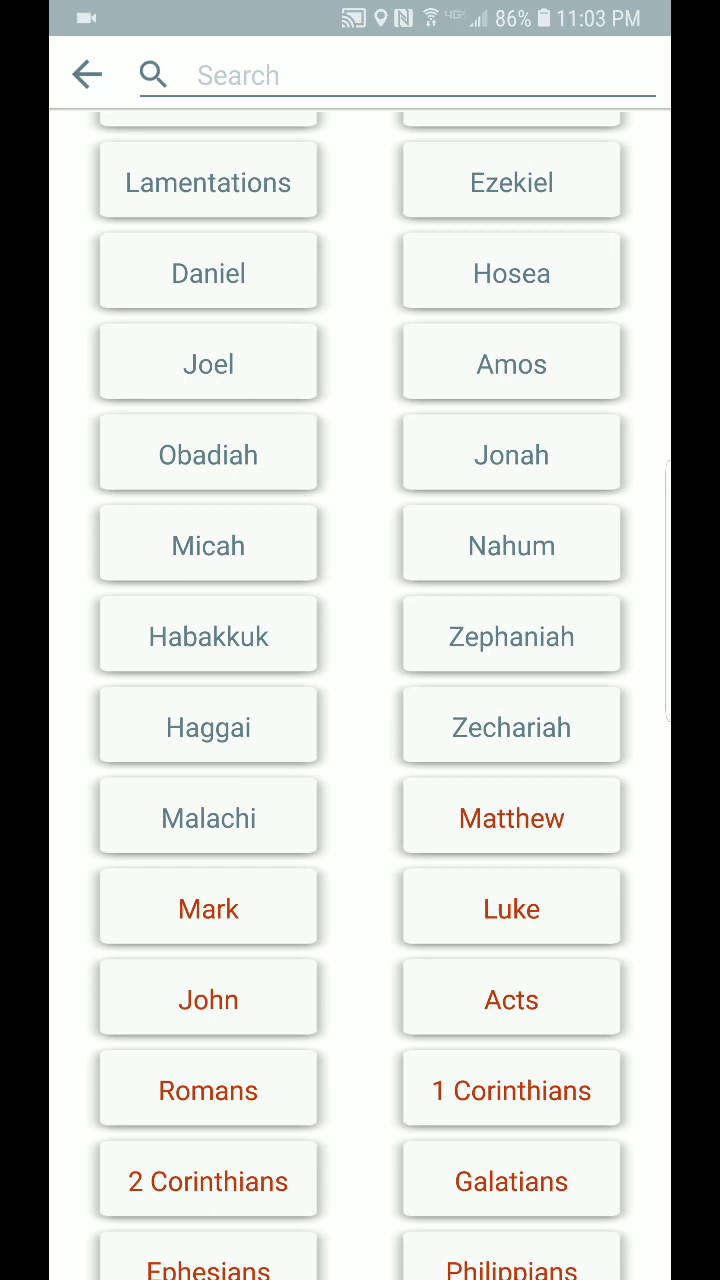 4G 86% 11:03 PM
Search
Lamentations Ezekiel
Daniel Hosea
Joel Amos
Obadiah Jonah
Micah Nahum
Habakkuk Zephaniah
Haggai Zechariah
Malachi Matthew
Mark Luke
John Acts
Romans 1 Corinthians
2 Corinthians Galatians
Ephesians Philippians